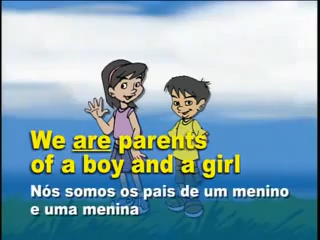 We are parents
of a boy and a girl
Nós somos os pais de um menino
e uma menina